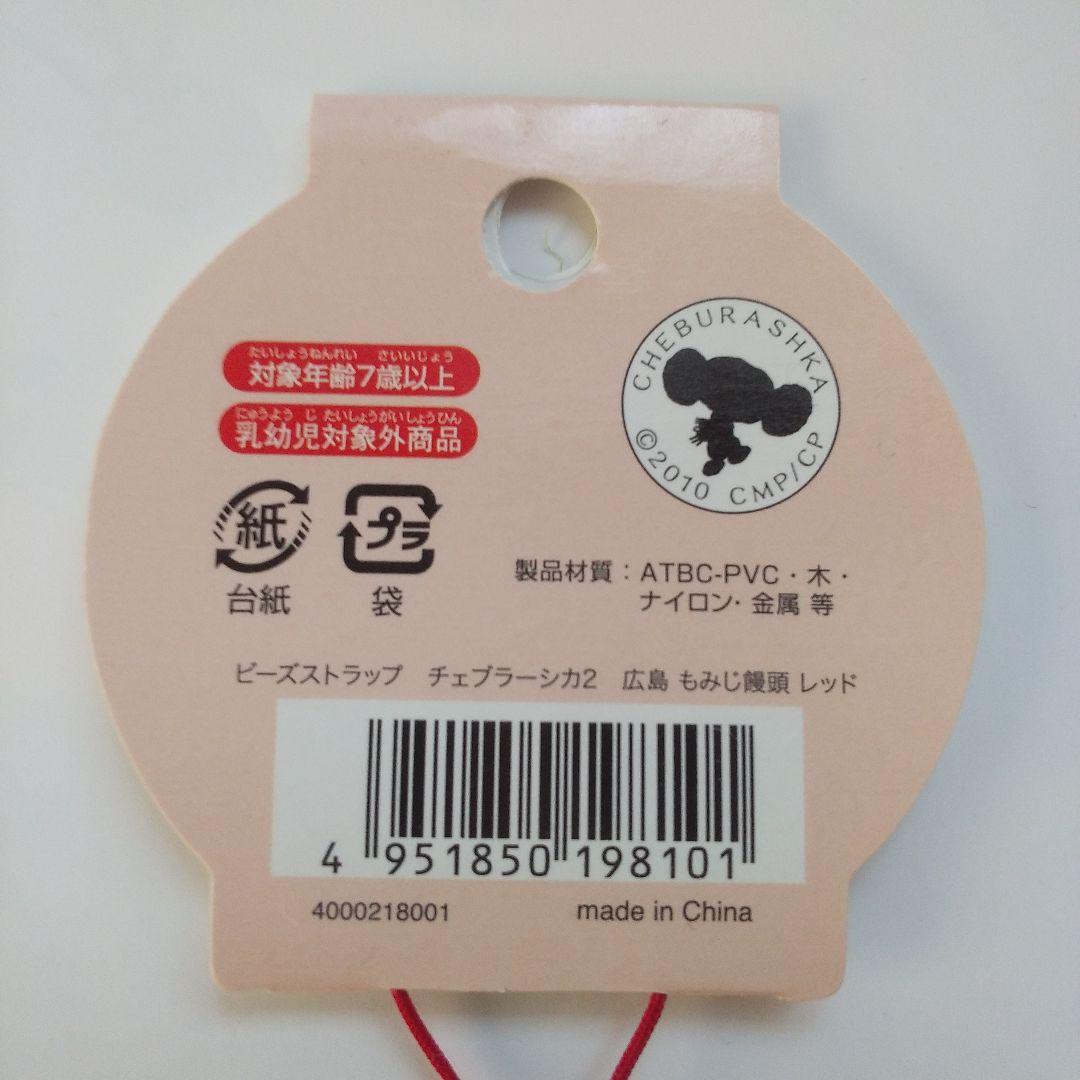 たいしょうねんれい さいいじょう
対象年齢7歳以上
にゅうようじ たいしょうがいしょうひん
乳幼児対象外商品
CHEBURASHKA
©2010 CMP/CP
紙
プラ
台紙
袋
製品材質：ATBC-PVC・木・
ナイロン・金属 等
ビーズストラップ チェブラーシカ2 広島 もみじ饅頭 レッド
4 951850 198101
4000218001
made in China